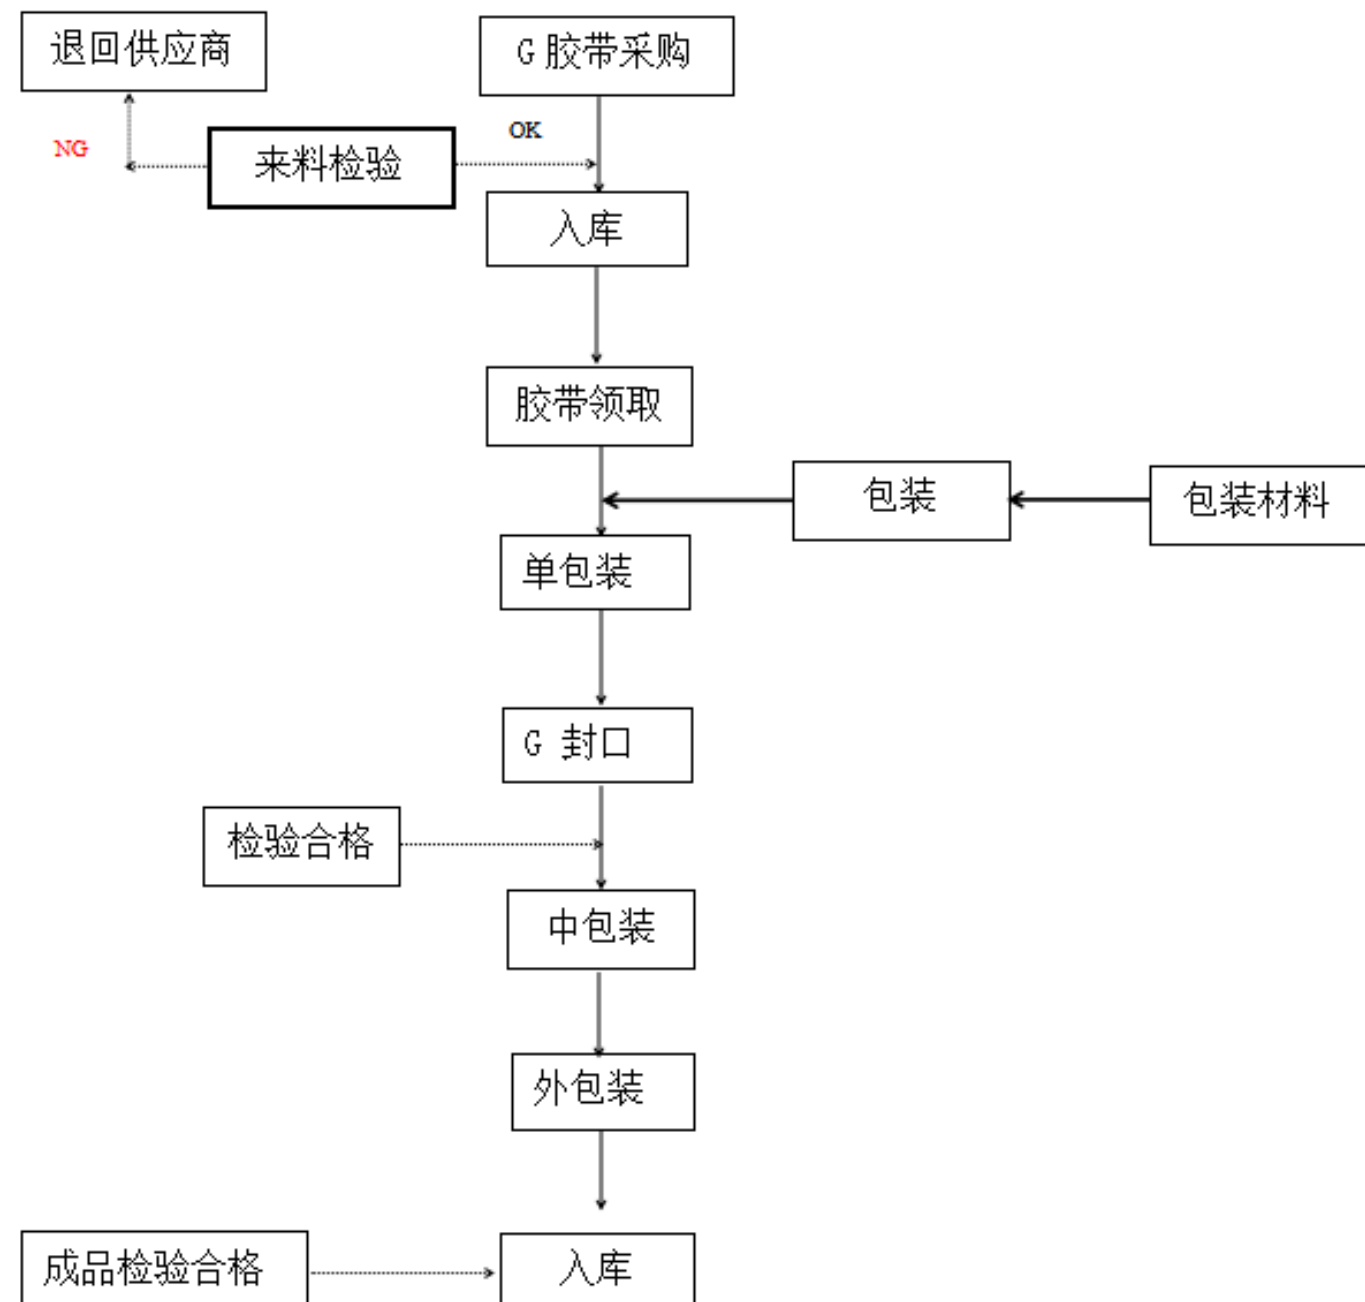 退回供应商
G 胶带采购
NG
OK
来料检验
入库
胶带领取
包装
包装材料
单包装
G 封口
检验合格
中包装
外包装
成品检验合格
入库